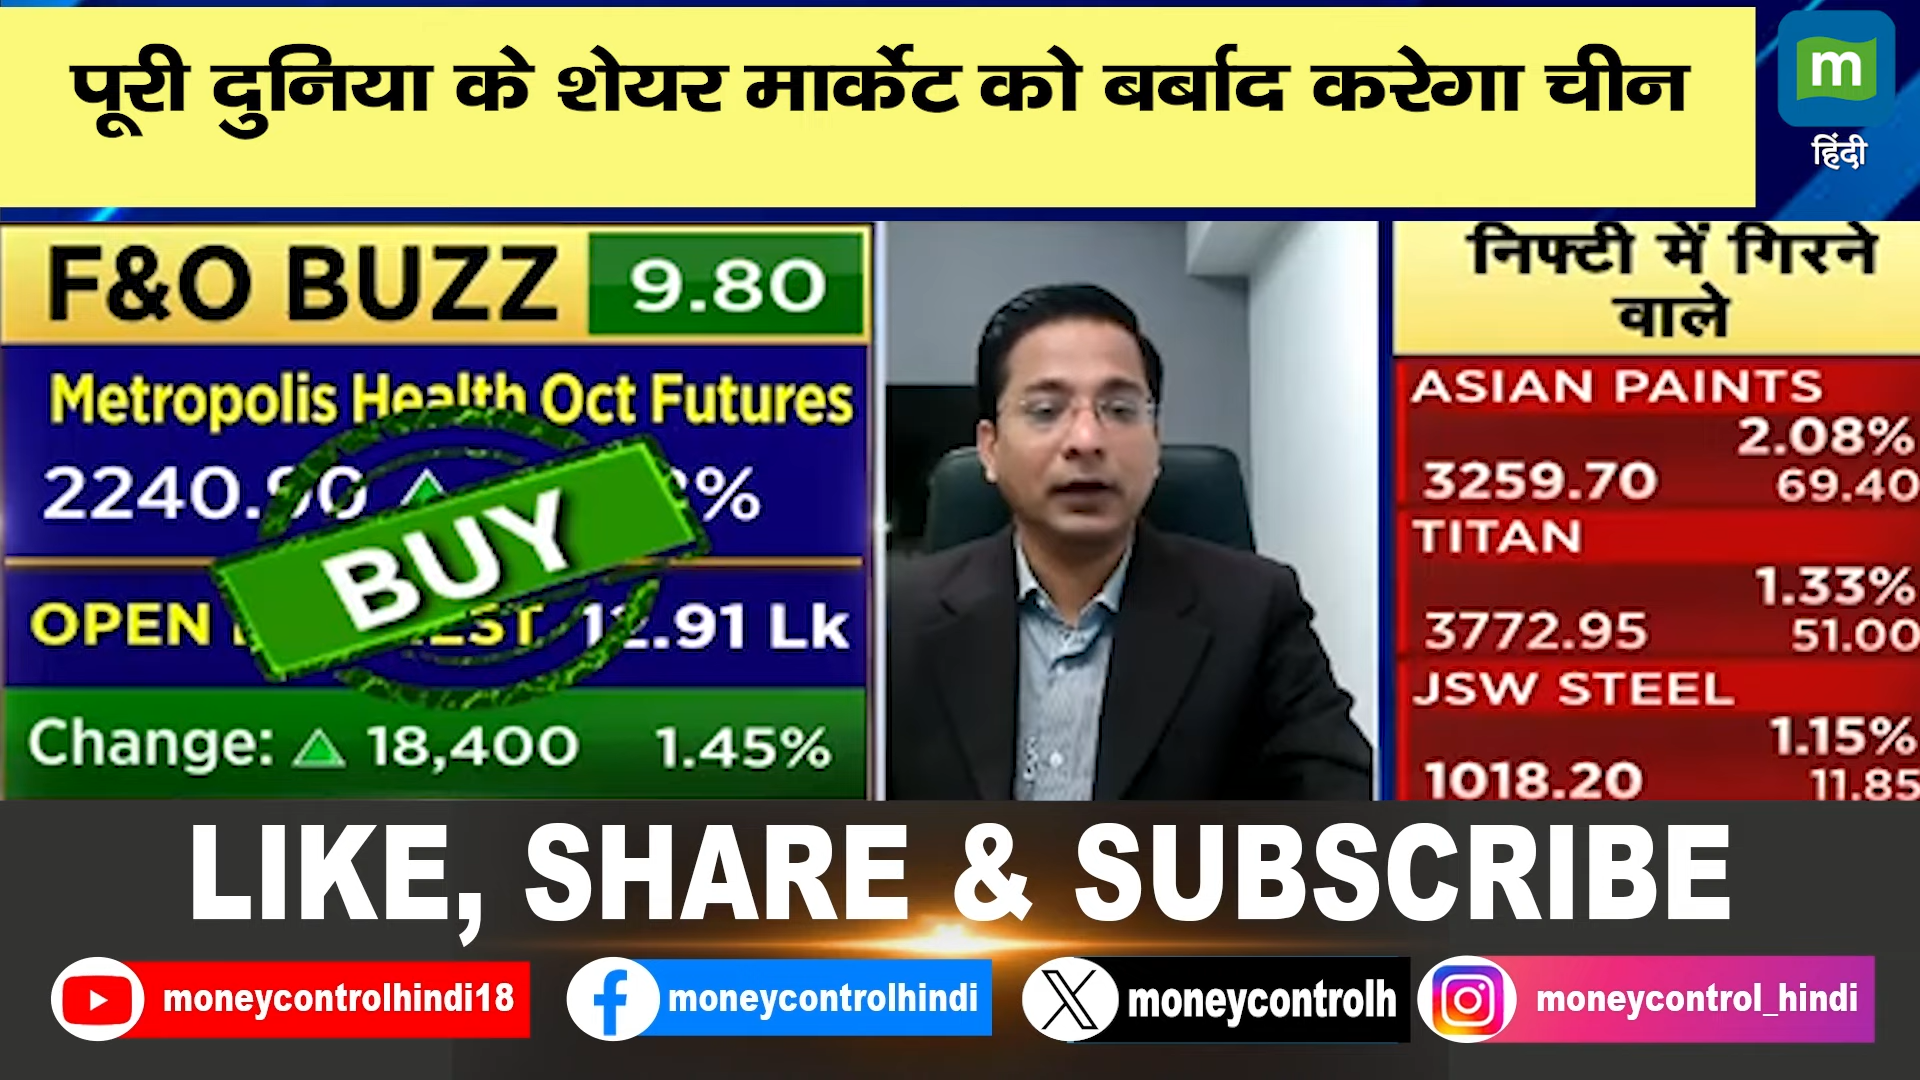 पूरी दुनिया के शेयर मार्केट को बर्बाद करेगा चीन
m
हिंदी
F&O BUZZ 9.80
Metropolis Health Oct Futures
%
BUY
OPEN
Change: ▲ 18,400 1.45%
निफ्टी में गिरने
वाले
ASIAN PAINTS
2.08%
3259.70 69.40
TITAN
1.33%
3772.95 51.00
JSW STEEL
1.15%
1018.20 11.85
LIKE, SHARE & SUBSCRIBE
moneycontrolhindi18 moneycontrolhindi moneycontrolh moneycontrol_hindi